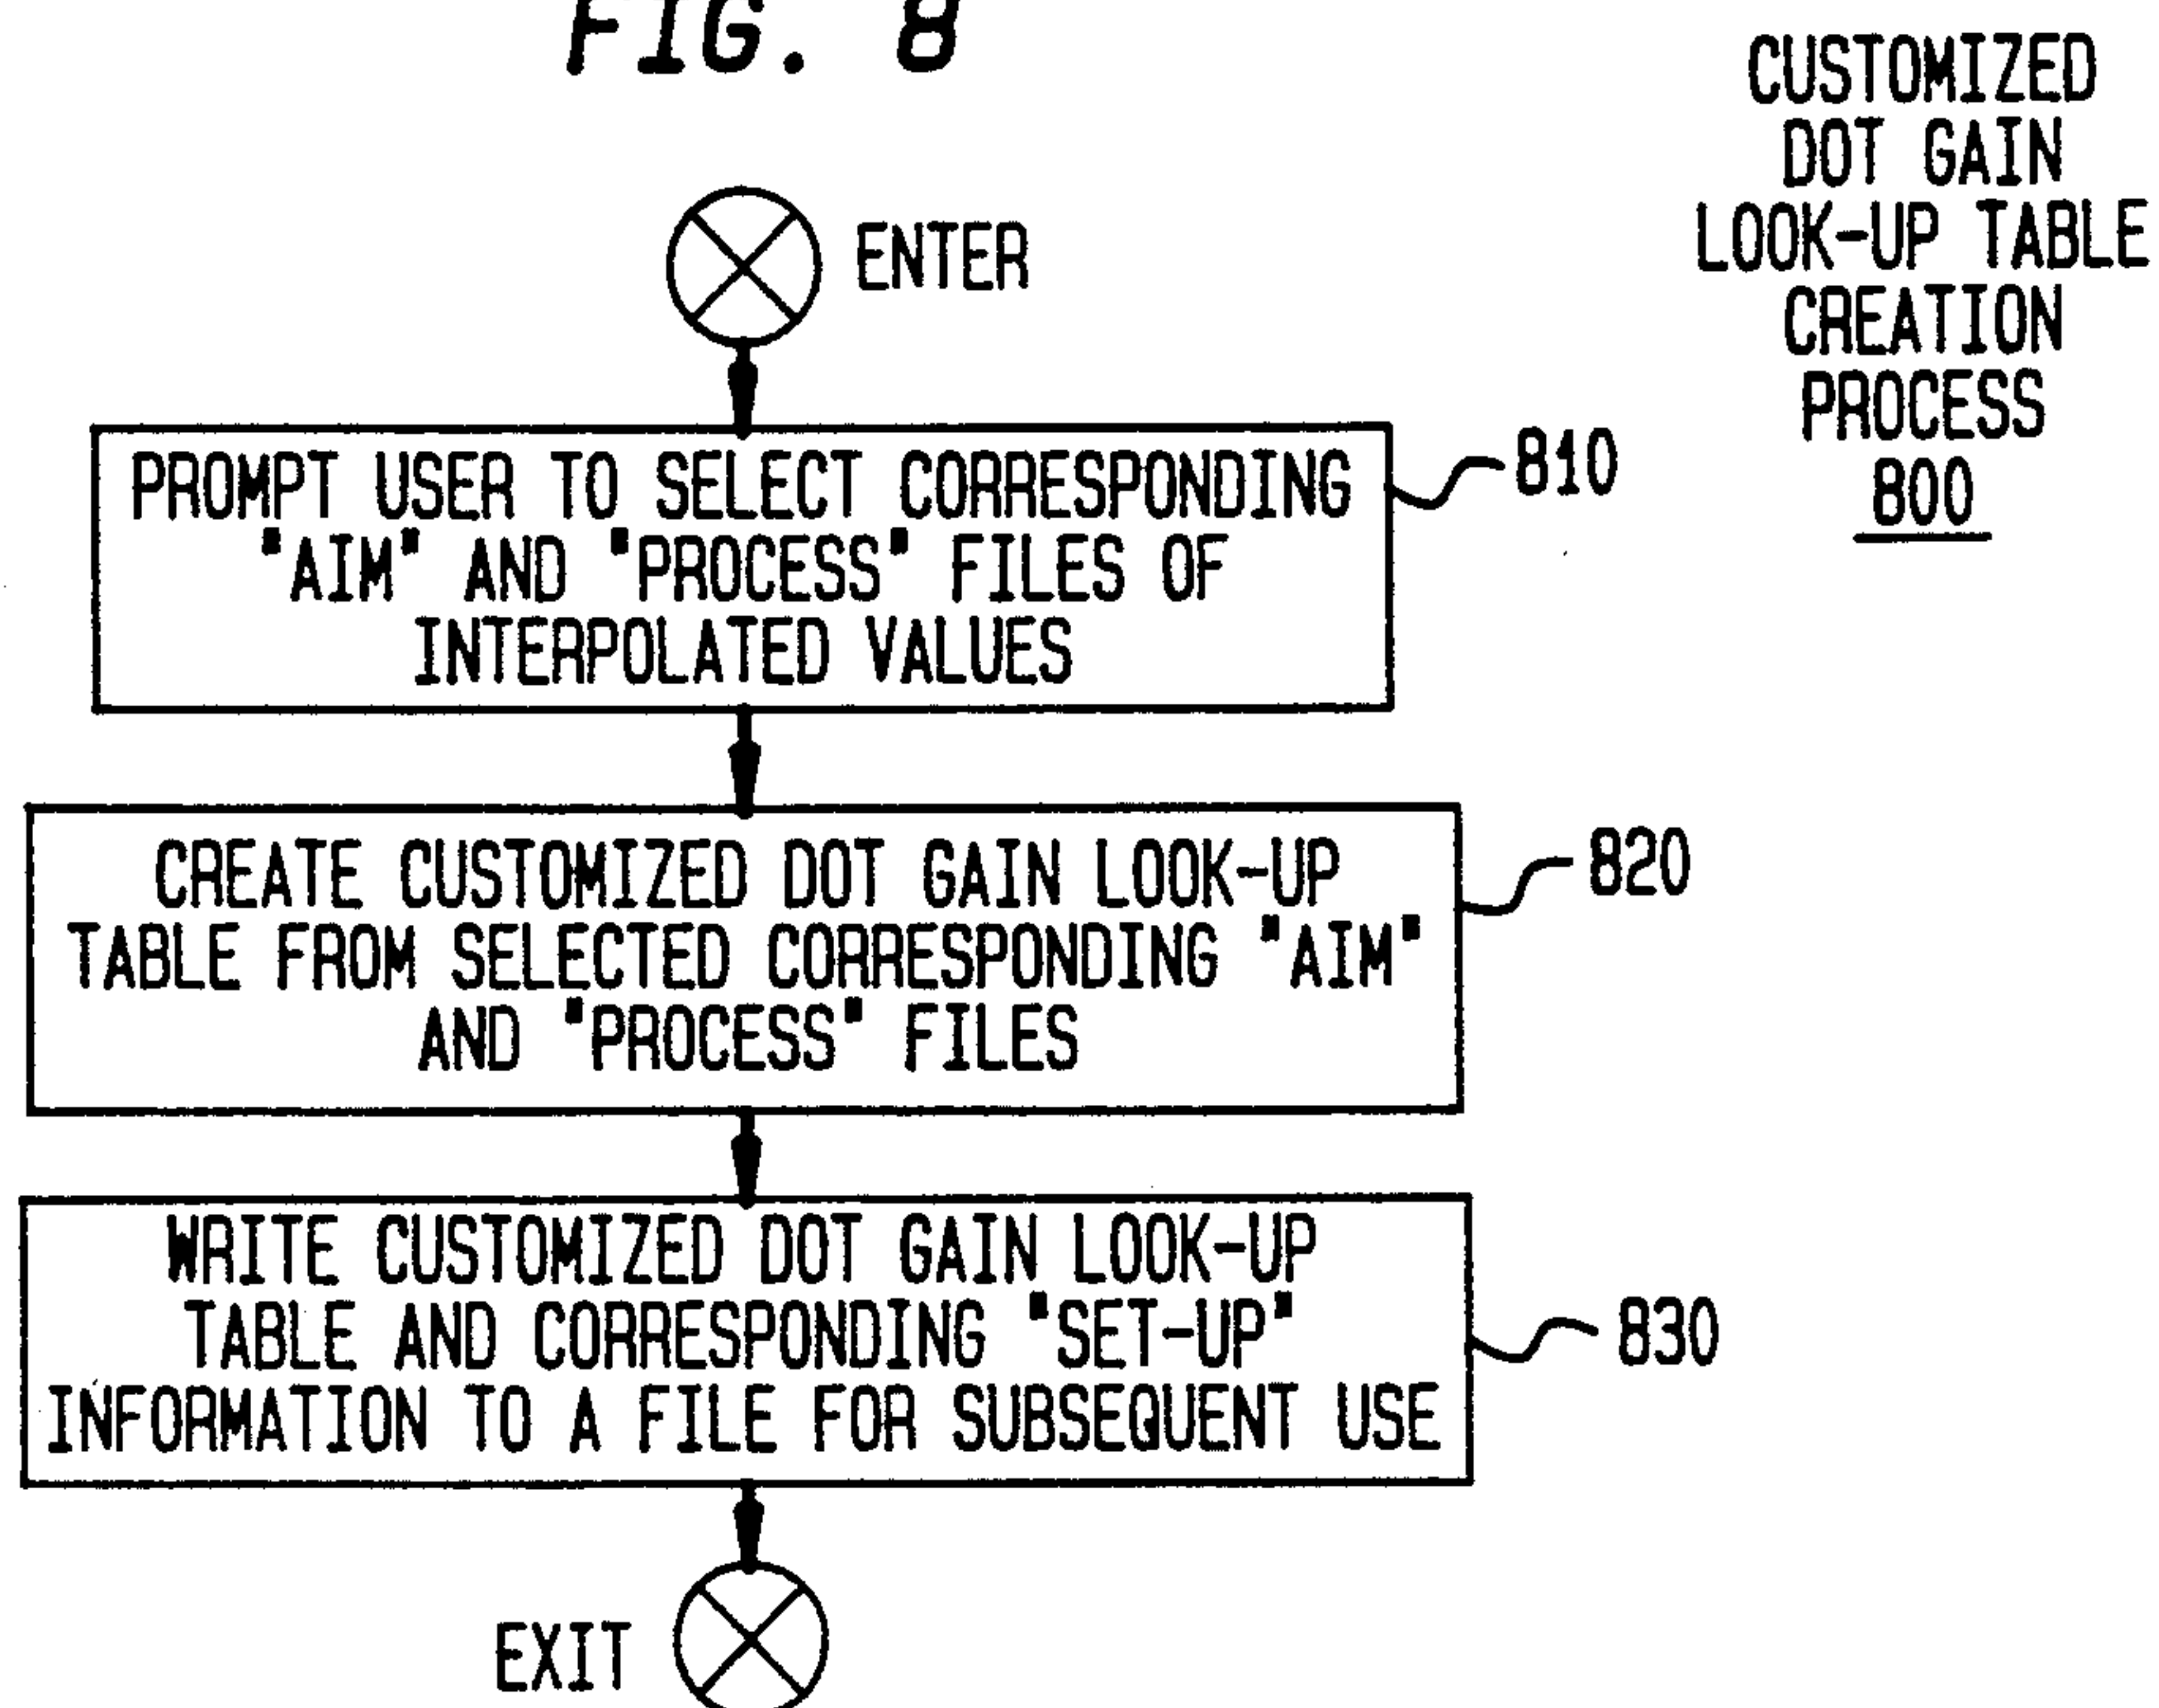 FIG. 8
CUSTOMIZED
DOT GAIN
LOOK-UP TABLE
CREATION
PROCESS
800
ENTER
PROMPT USER TO SELECT CORRESPONDING
"AIM" AND "PROCESS" FILES OF
INTERPOLATED VALUES
810
CREATE CUSTOMIZED DOT GAIN LOOK-UP
TABLE FROM SELECTED CORRESPONDING "AIM"
AND "PROCESS" FILES
820
WRITE CUSTOMIZED DOT GAIN LOOK-UP
TABLE AND CORRESPONDING "SET-UP"
INFORMATION TO A FILE FOR SUBSEQUENT USE
830
EXIT